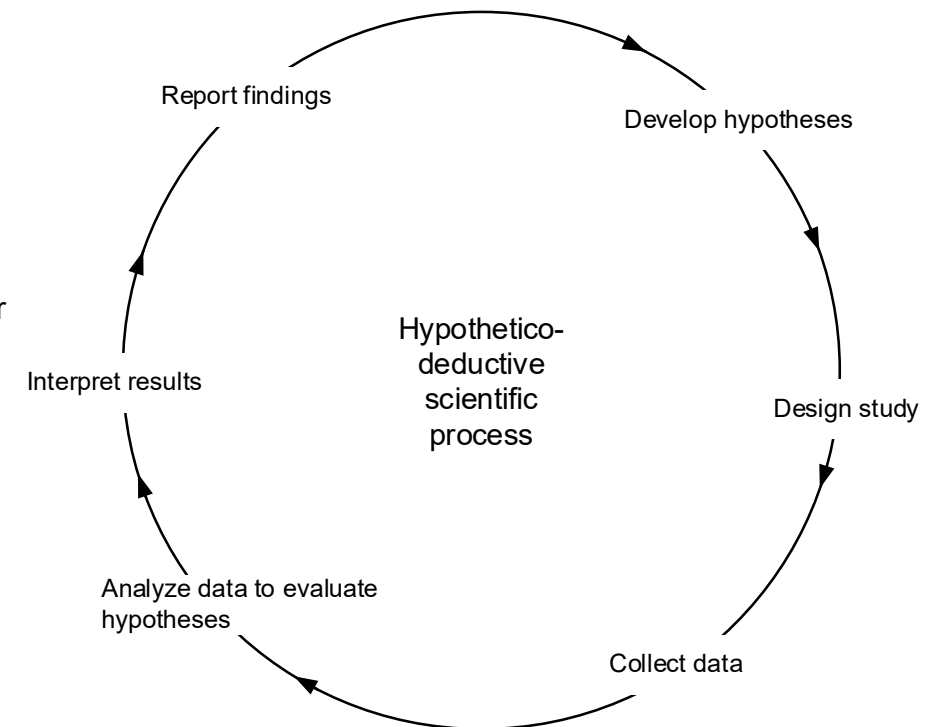 Report findings
Develop hypotheses
r
Hypothetico-
deductive
scientific
process
Interpret results
Design study
Analyze data to evaluate
hypotheses
Collect data